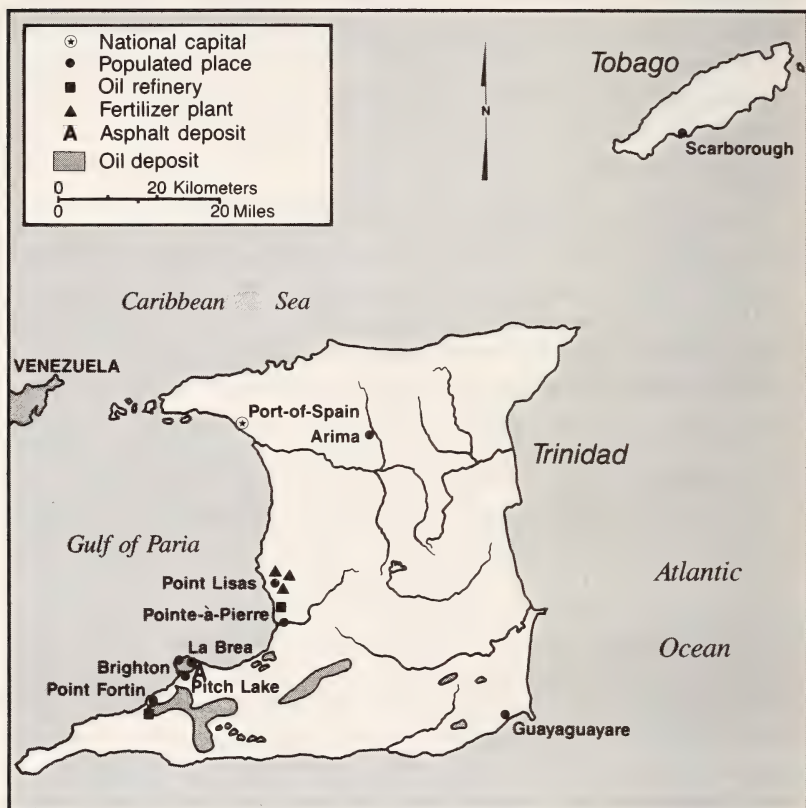 National capital
Populated place
Oil refinery
Fertilizer plant
A Asphalt deposit
Oil deposit
0 20 Kilometers
0 20 Miles
N
Tobago
Scarborough
Caribbean Sea
VENEZUELA
Port-of-Spain
Arima
Trinidad
Gulf of Paria
Point Lisas
Atlantic
Ocean
Pointe-à-Pierre
La Brea
Brighton
A
Pitch Lake
Point Fortin
Guayaguayare